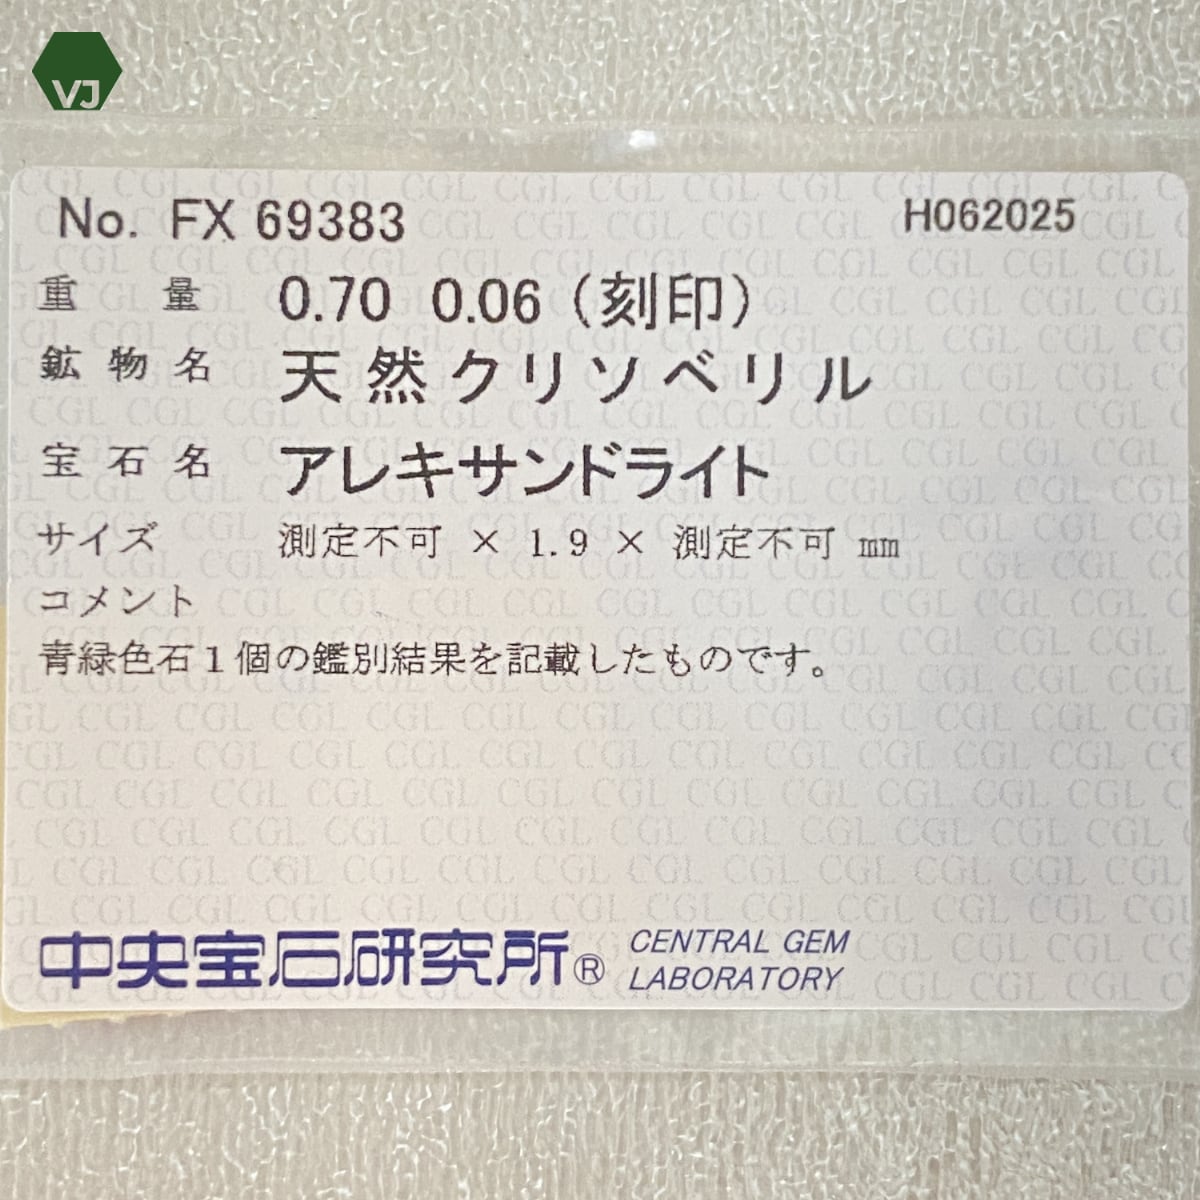 VJ
No. FX 69383 H062025
重量 0.70 0.06 (刻印)
鉱物名 天然クリソベリル
宝石名 アレキサンドライト
サイズ 測定不可 × 1.9 × 測定不可 mm
コメント
青緑色石1個の鑑別結果を記載したものです。
中央宝石研究所® CENTRAL GEM
LABORATORY